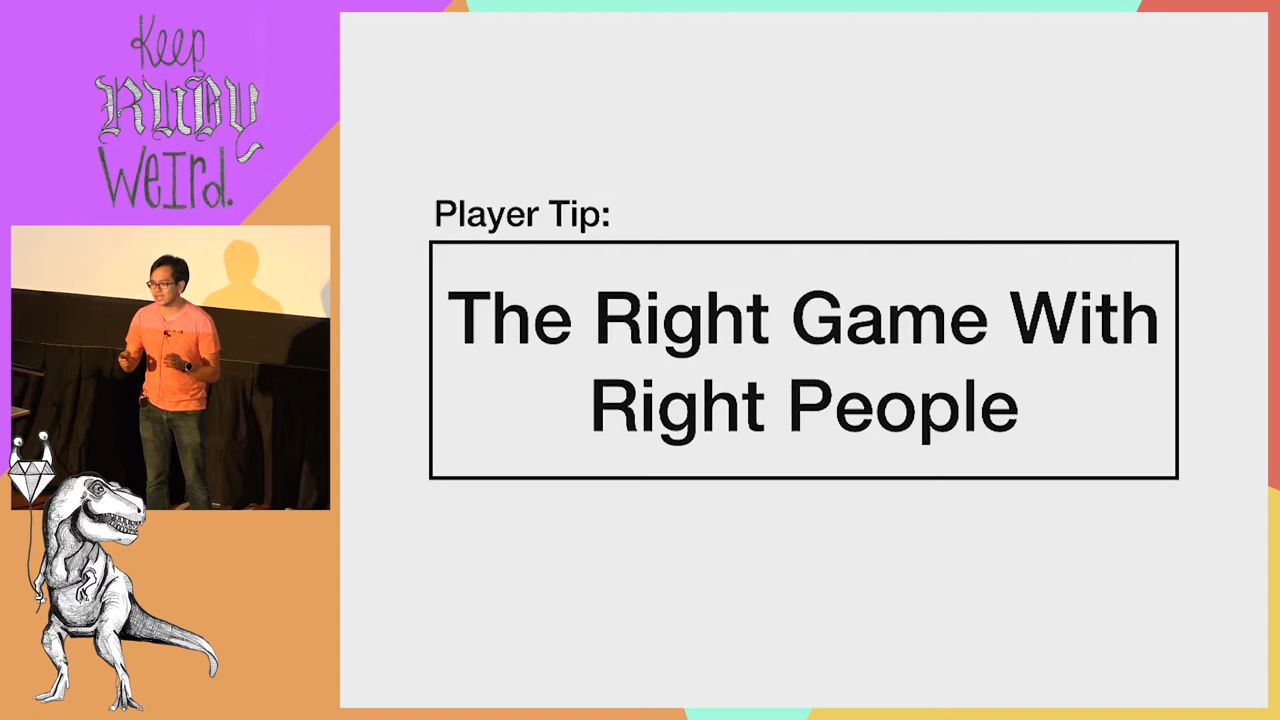 Keep
RUBY
Weird.
Player Tip:
The Right Game With
Right People